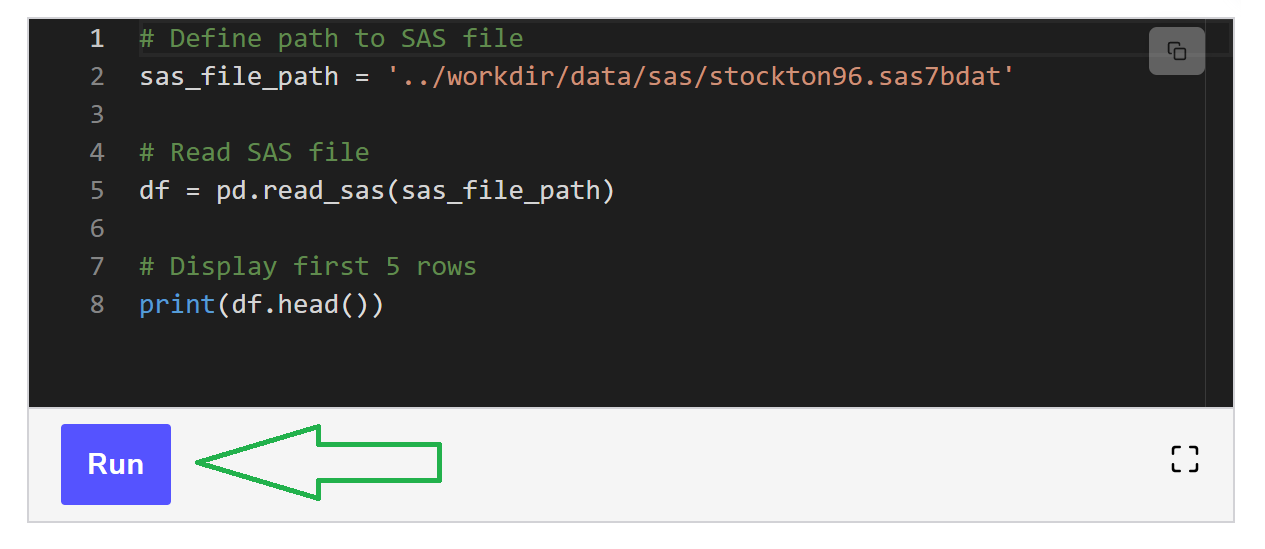 1 # Define path to SAS file
2 sas_file_path = '../workdir/data/sas/stockton96.sas7bdat'
3
4 # Read SAS file
5 df = pd.read_sas(sas_file_path)
6
7 # Display first 5 rows
8 print(df.head())
Run